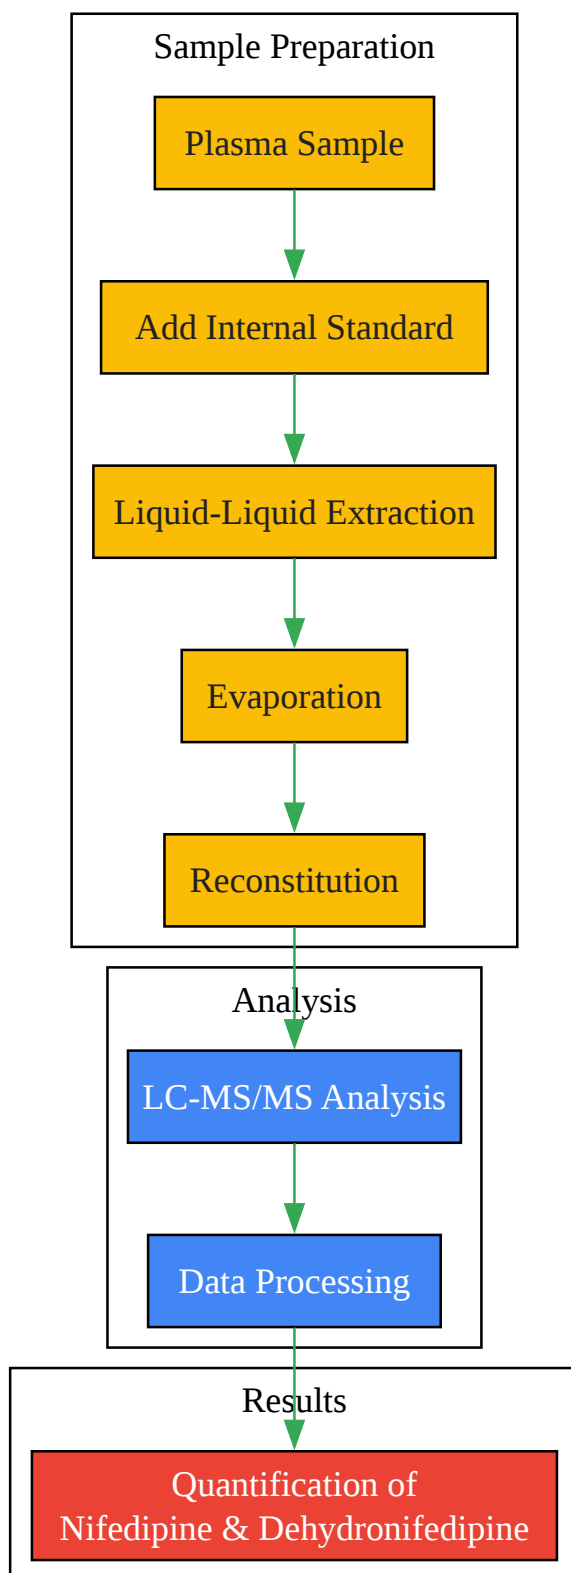 Sample Preparation
Plasma Sample
Add Internal Standard
Liquid-Liquid Extraction
Evaporation
Reconstitution
Analysis
LC-MS/MS Analysis
Data Processing
Results
Quantification of
Nifedipine & Dehydronifedipine